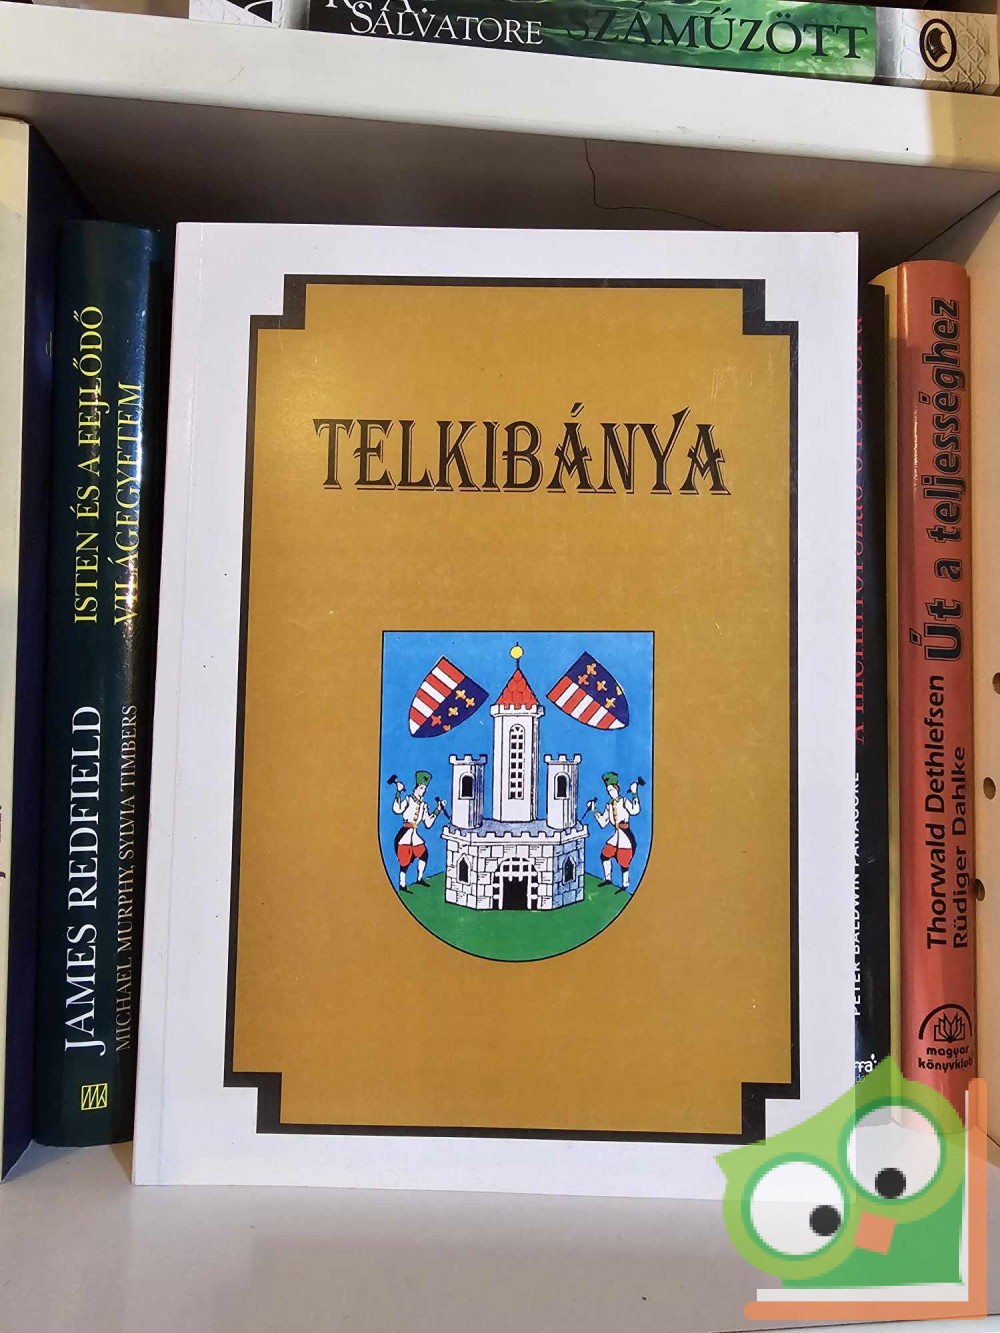 R. A.
SALVATORE SZÁMŰZÖTT
TELKIBÁNYA
JAMES REDFIELD
MICHAEL MURPHY, SYLVIA TIMBERS
ISTEN ÉS A FEJLŐDŐ
VILÁGEGYETEM
PETER BALDWIN PANAGORE
Thorwald Dethlefsen
Rüdiger Dahlke
Út a teljességhez
magyar
könyvklub